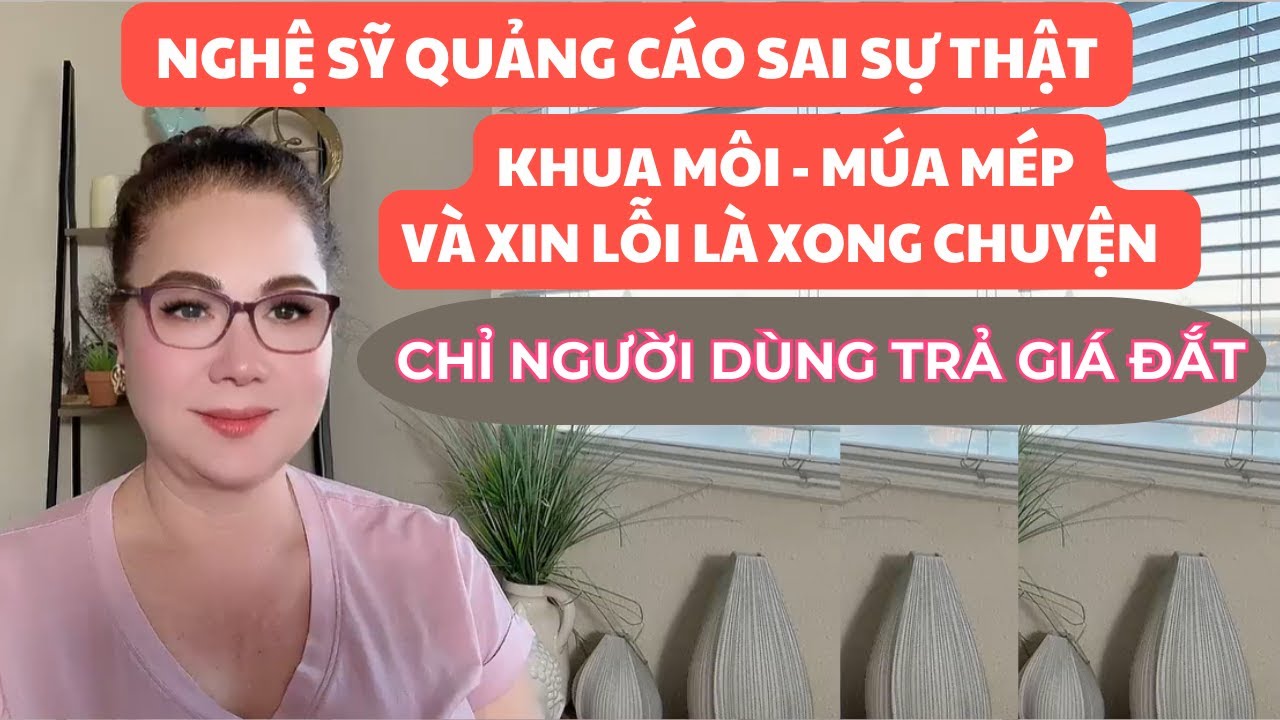 NGHỆ SỸ QUẢNG CÁO SAI SỰ THẬT
KHUA MÔI - MÚA MÉP
VÀ XIN LỖI LÀ XONG CHUYỆN
CHỈ NGƯỜI DÙNG TRẢ GIÁ ĐẮT